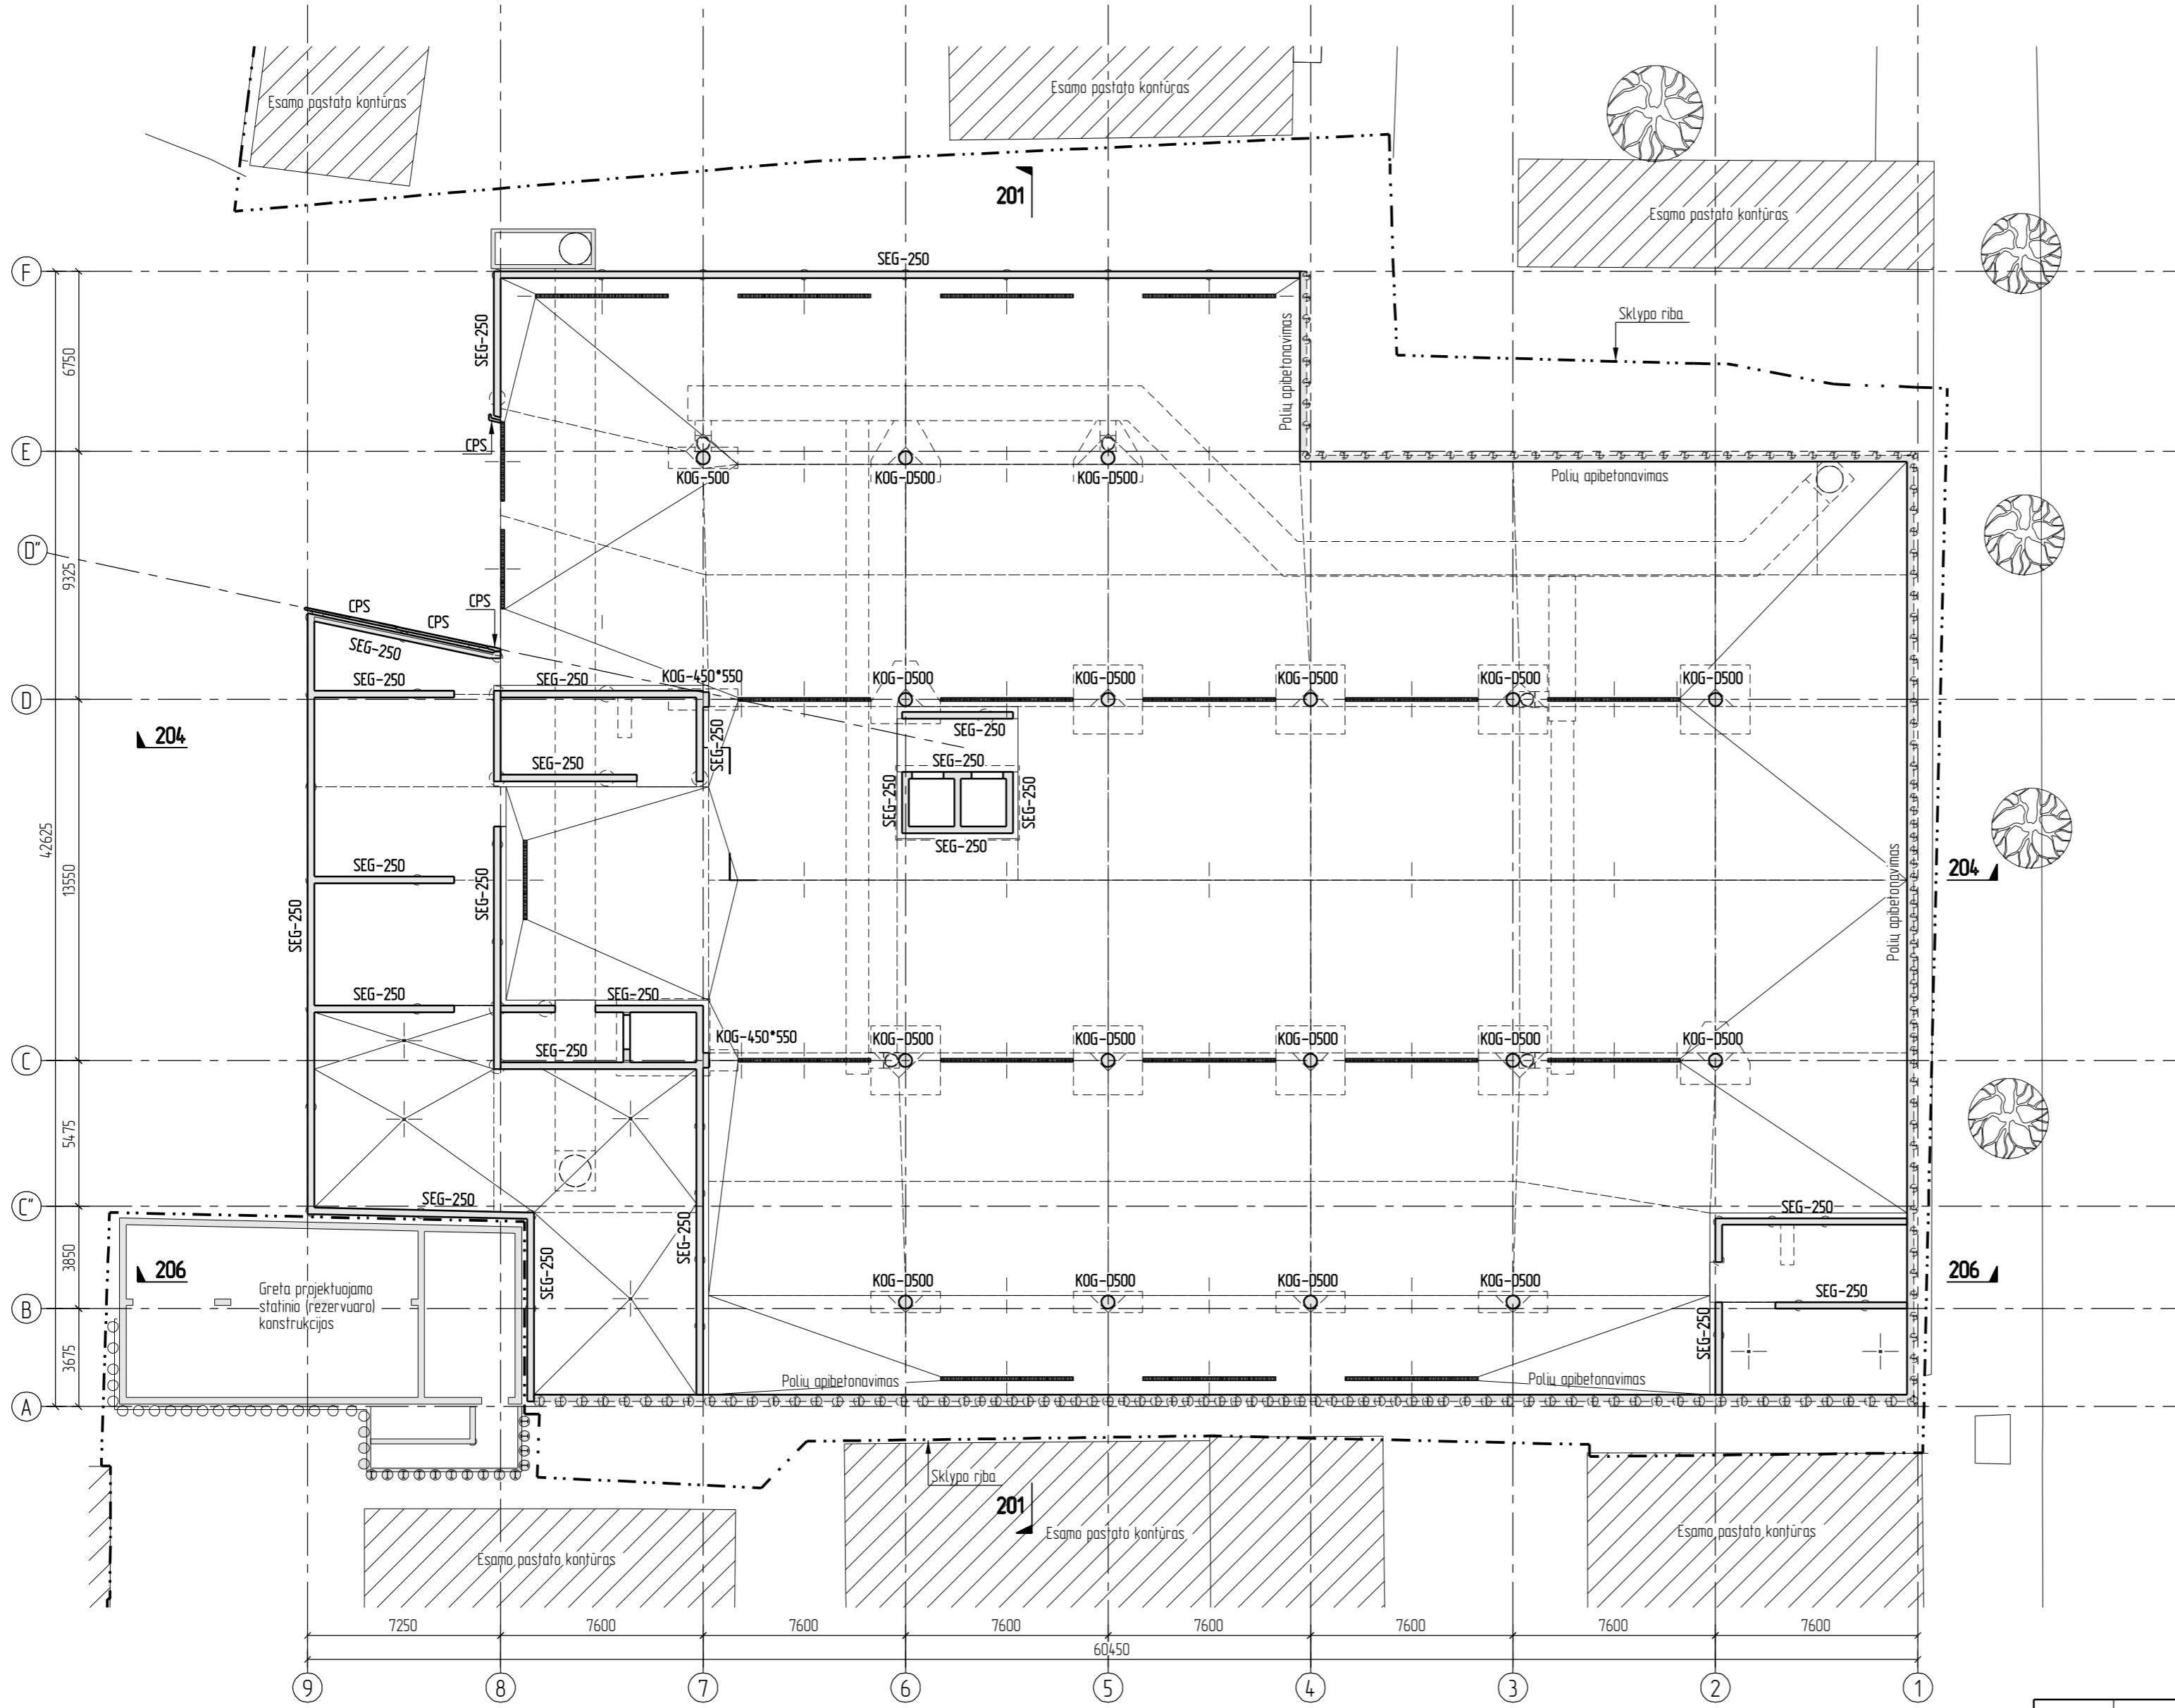 Esamo pastato kontūras
Esamo pastato kontūras
201
Esamo pastato kontūras
SEG-250
F
Sklypo riba
SEG-250
6750
Polių apibetonavimas
CPS
E
KOG-500
KOG-D500
KOG-D500
Polių apibetonavimas
D"
9325
CPS
CPS
CPS
SEG-250
SEG-250
SEG-250
KOG-450*550
KOG-D500
KOG-D500
KOG-D500
KOG-D500
KOG-D500
D
204
SEG-250
SEG-250
SEG-250
SEG-250
SEG-250
SEG-250
SEG-250
42625
13550
SEG-250
SEG-250
SEG-250
Polių apibetonavimas
204
SEG-250
SEG-250
KOG-450*550
KOG-D500
KOG-D500
KOG-D500
KOG-D500
KOG-D500
SEG-250
C
5475
SEG-250
SEG-250
C"
SEG-250
3850
206
Greta projektuojamo
statinio (rezervuaro)
konstrukcijos
SEG-250
KOG-D500
KOG-D500
KOG-D500
KOG-D500
SEG-250
SEG-250
206
B
3675
Polių apibetonavimas
Polių apibetonavimas
A
Sklypo riba
201
Esamo pastato kontūras
Esamo pastato kontūras
Esamo pastato kontūras
7250
7600
7600
7600
7600
7600
7600
7600
60450
9
8
7
6
5
4
3
2
1